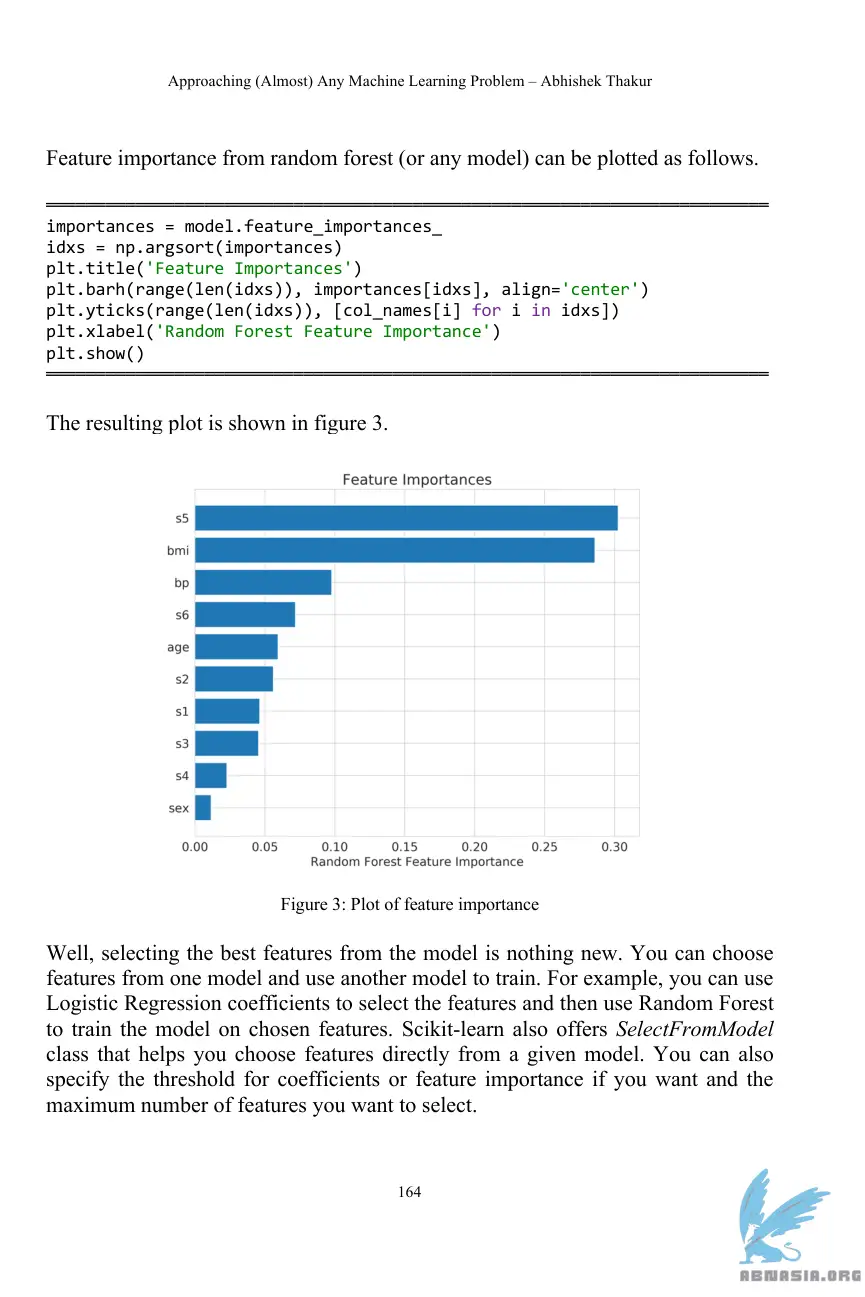 Approaching (Almost) Any Machine Learning Problem – Abhishek Thakur
Feature importance from random forest (or any model) can be plotted as follows.
importances = model.feature_importances_
idxs = np.argsort(importances)
plt.title('Feature Importances')
plt.barh(range(len(idxs)), importances[idxs], align='center')
plt.yticks(range(len(idxs)), [col_names[i] for i in idxs])
plt.xlabel('Random Forest Feature Importance')
plt.show()
The resulting plot is shown in figure 3.
Feature Importances
s5
bmi
bp
s6
age
s2
s1
s3
s4
sex
0.00 0.05 0.10 0.15 0.20 0.25 0.30
Random Forest Feature Importance
Figure 3: Plot of feature importance
Well, selecting the best features from the model is nothing new. You can choose
features from one model and use another model to train. For example, you can use
Logistic Regression coefficients to select the features and then use Random Forest
to train the model on chosen features. Scikit-learn also offers SelectFromModel
class that helps you choose features directly from a given model. You can also
specify the threshold for coefficients or feature importance if you want and the
maximum number of features you want to select.
164
ABNASIA.ORG